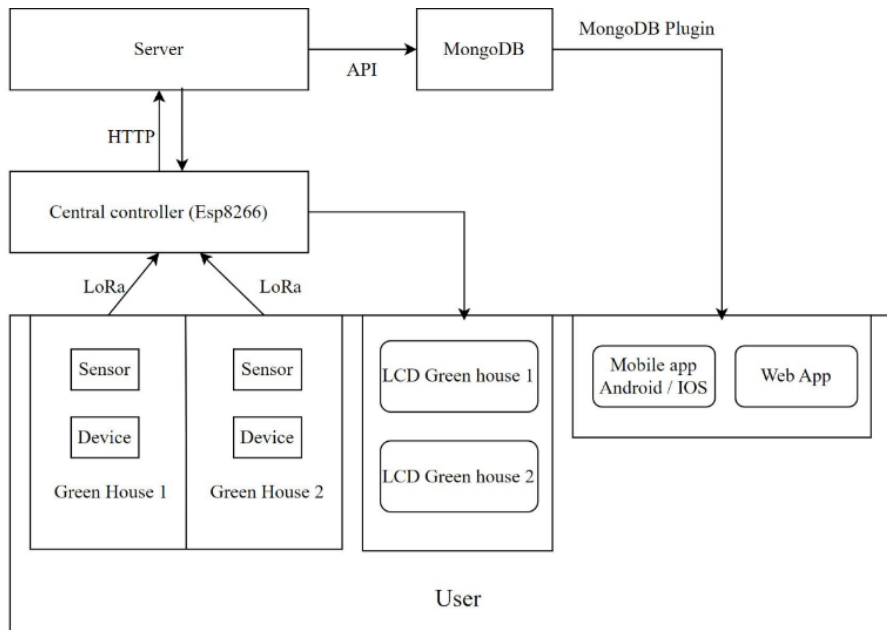 Server
MongoDB
MongoDB Plugin
API
HTTP
Central controller (Esp8266)
LoRa
LoRa
Sensor
Device
Green House 1
Sensor
Device
Green House 2
LCD Green house 1
LCD Green house 2
Mobile app
Android / IOS
Web App
User